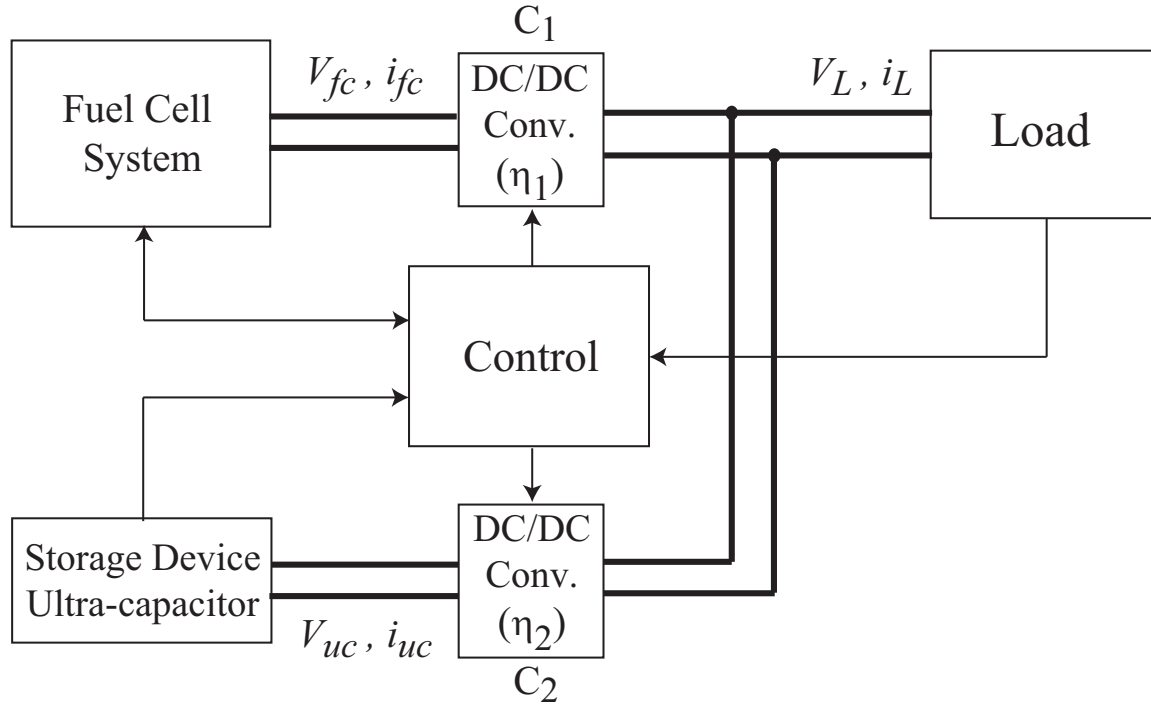 C1
Fuel Cell
System
Vfc , ifc
DC/DC
Conv.
(η1)
VL, iL
Load
Control
Storage Device
Ultra-capacitor
Vuc , iuc
DC/DC
Conv.
(η2)
C2